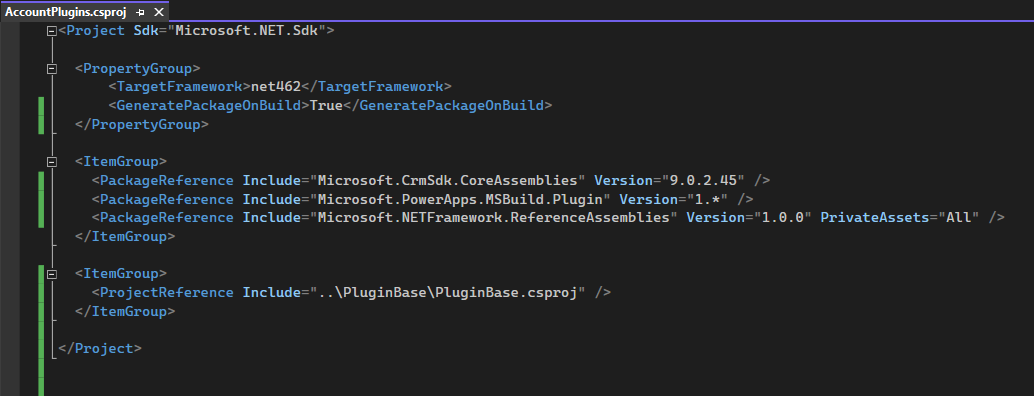 AccountPlugins.csproj
<Project Sdk="Microsoft.NET.Sdk">
<PropertyGroup>
<TargetFramework>net462</TargetFramework>
<GeneratePackageOnBuild>True</GeneratePackageOnBuild>
</PropertyGroup>
<ItemGroup>
<PackageReference Include="Microsoft.CrmSdk.CoreAssemblies" Version="9.0.2.45" />
<PackageReference Include="Microsoft.PowerApps.MSBuild.Plugin" Version="1.*" />
<PackageReference Include="Microsoft.NETFramework.ReferenceAssemblies" Version="1.0.0" PrivateAssets="All" />
</ItemGroup>
<ItemGroup>
<ProjectReference Include="..\PluginBase\PluginBase.csproj" />
</ItemGroup>
</Project>